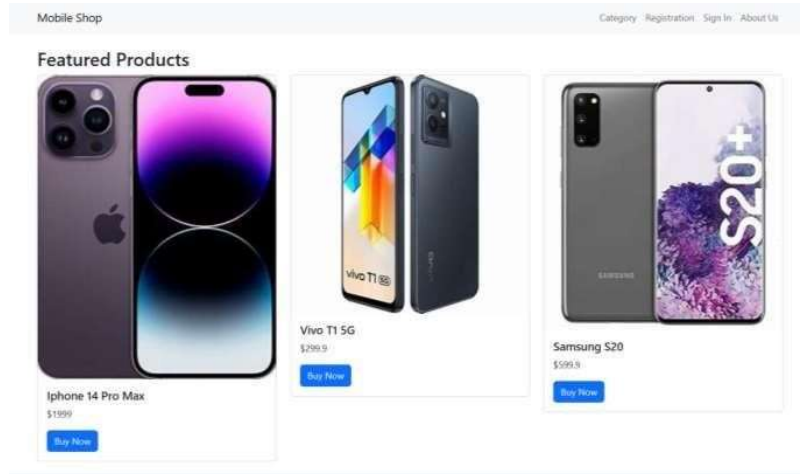 Mobile Shop
Category Registration Sign In About Us
Featured Products
S20+
SAMSUNG
vivo T1 5G
vivo
Iphone 14 Pro Max
$1999
Buy Now
Vivo T1 5G
$299.9
Buy Now
Samsung S20
$599.9
Buy Now